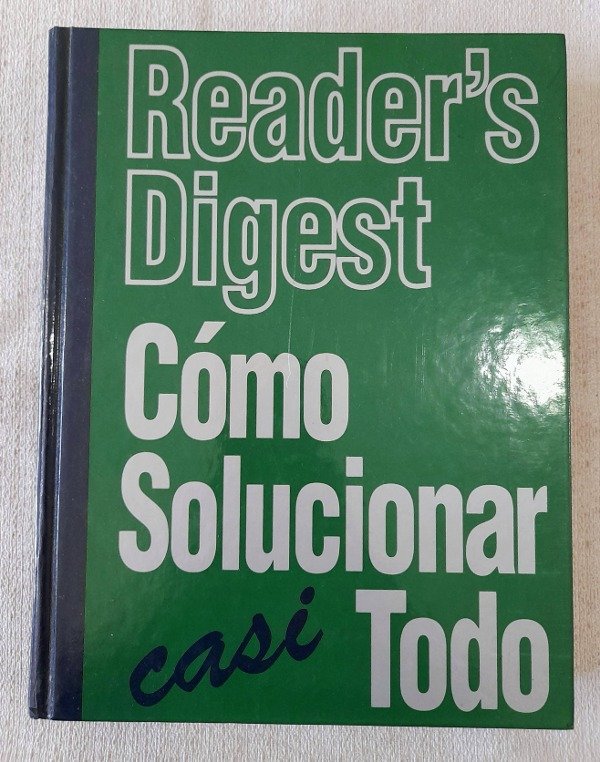 Reader's
Digest
Cómo
Solucionar
casi Todo